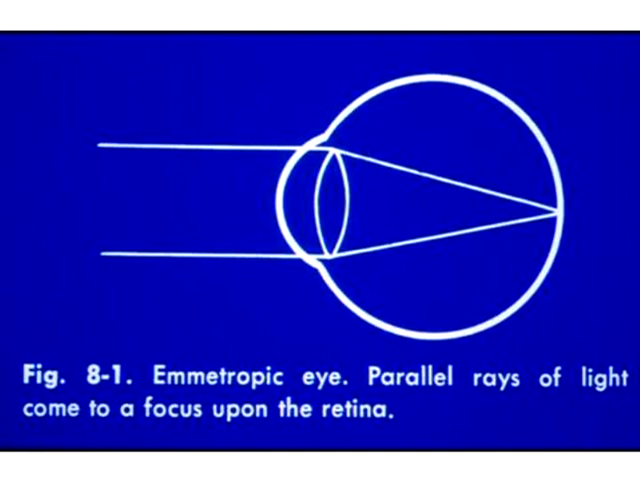 Fig. 8-1. Emmetropic eye. Parallel rays of light
come to a focus upon the retina.